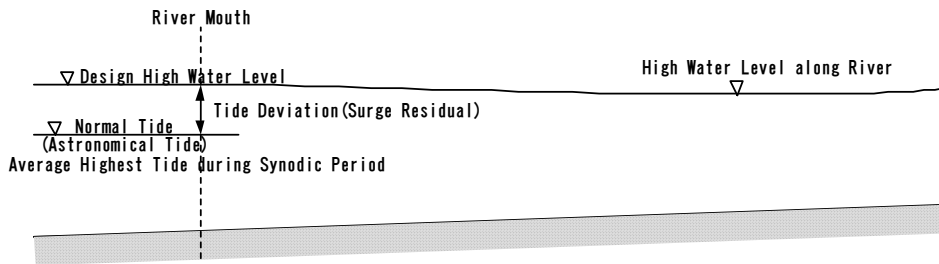 River Mouth
Design High Water Level
High Water Level along River
Tide Deviation(Surge Residual)
Normal Tide
(Astronomical Tide)
Average Highest Tide during Synodic Period